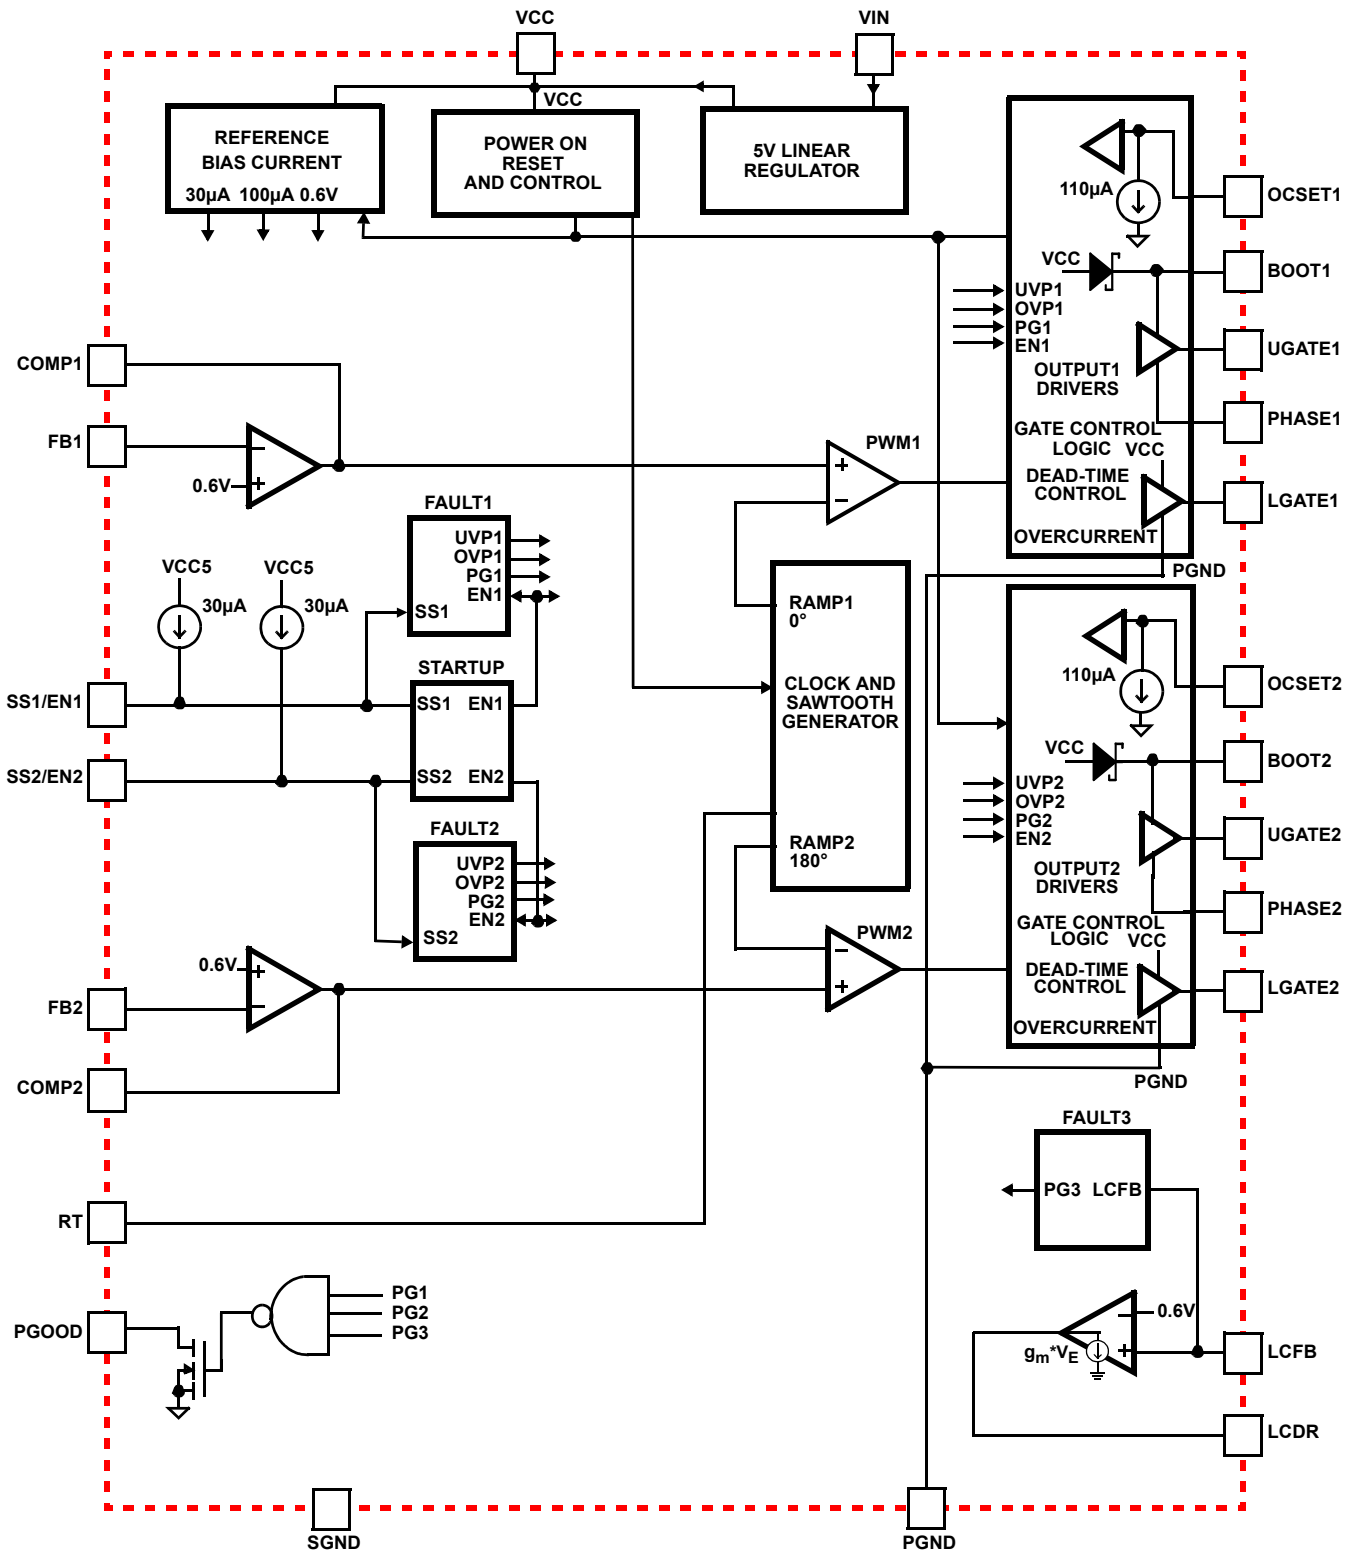 VCC
VIN
VCC
REFERENCE
BIAS CURRENT
30µA 100µA 0.6V
POWER ON
RESET
AND CONTROL
5V LINEAR
REGULATOR
110µA
OCSET1
VCC
BOOT1
UVP1
OVP1
PG1
EN1
UGATE1
OUTPUT1
DRIVERS
PHASE1
GATE CONTROL
LOGIC
VCC
DEAD-TIME
CONTROL
LGATE1
OVERCURRENT
PGND
COMP1
FB1
−
+
0.6V
PWM1
+
−
FAULT1
UVP1
OVP1
PG1
EN1
SS1
VCC5
30µA
VCC5
30µA
STARTUP
SS1 EN1
SS2 EN2
SS1/EN1
SS2/EN2
RAMP1
0°
CLOCK AND
SAWTOOTH
GENERATOR
RAMP2
180°
FAULT2
UVP2
OVP2
PG2
EN2
SS2
110µA
OCSET2
VCC
BOOT2
UVP2
OVP2
PG2
EN2
UGATE2
OUTPUT2
DRIVERS
PHASE2
GATE CONTROL
LOGIC
VCC
DEAD-TIME
CONTROL
LGATE2
OVERCURRENT
PGND
PWM2
−
+
0.6V
+
−
FB2
COMP2
RT
FAULT3
PG3 LCFB
PGOOD
PG1
PG2
PG3
−
0.6V
+
gm*VE
LCFB
LCDR
SGND
PGND